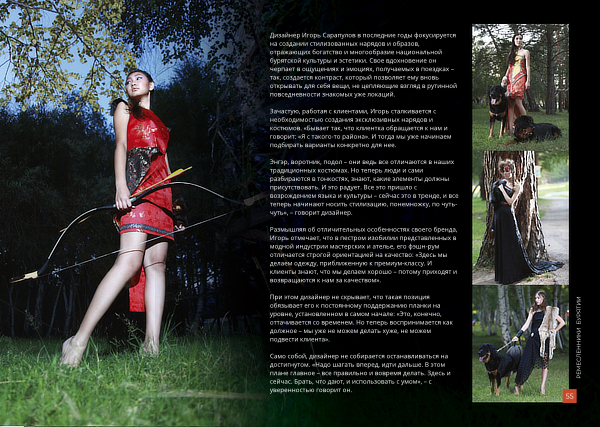 Дизайнер Игорь Сарапулов в последние годы фокусируется
на создании стилизованных нарядов и образов,
отражающих богатство и многообразие национальной
бурятской культуры и эстетики. Свое вдохновение он
черпает в ощущениях и эмоциях, получаемых в поездках –
так, создается контраст, который позволяет ему вновь
открывать для себя вещи, не цепляющие взгляд в рутинной
повседневности знакомых уже локаций.
Зачастую, работая с клиентами, Игорь сталкивается с
необходимостью создания эксклюзивных нарядов и
костюмов. «Бывает так, что клиентка обращается к нам и
говорит: «Я с такого-то района». И тогда мы уже начинаем
подбирать варианты конкретно для нее.
Энгэр, воротник, подол – они ведь все отличаются в наших
традиционных костюмах. Но теперь люди и сами
разбираются в тонкостях, знают, какие элементы должны
присутствовать. И это радует. Все это пришло с
возрождением языка и культуры – сейчас это в тренде, и все
теперь начинают носить стилизацию, понемножку, по чуть-
чуть», – говорит дизайнер.
Размышляя об отличительных особенностях своего бренда,
Игорь отмечает, что в пестром изобилии представленных в
модной индустрии мастерских и ателье, его фэшн-рум
отличается строгой ориентацией на качество: «Здесь мы
делаем одежду, приближенную к премиум-классу. И
клиенты знают, что мы делаем хорошо – потому приходят и
возвращаются к нам за качеством».
При этом дизайнер не скрывает, что такая позиция
обязывает его к постоянному поддержанию планки на
уровне, установленном в самом начале: «Это, конечно,
оттачивается со временем. Но теперь воспринимается как
должное – мы уже не можем делать хуже, не можем
подвести клиента».
Само собой, дизайнер не собирается останавливаться на
достигнутом. «Надо шагать вперед, идти дальше. В этом
плане главное – все правильно и вовремя делать. Здесь и
сейчас. Брать, что дают, и использовать с умом», – с
уверенностью говорит он.
РЕМЕСЛЕННИКИ БУРЯТИИ
55